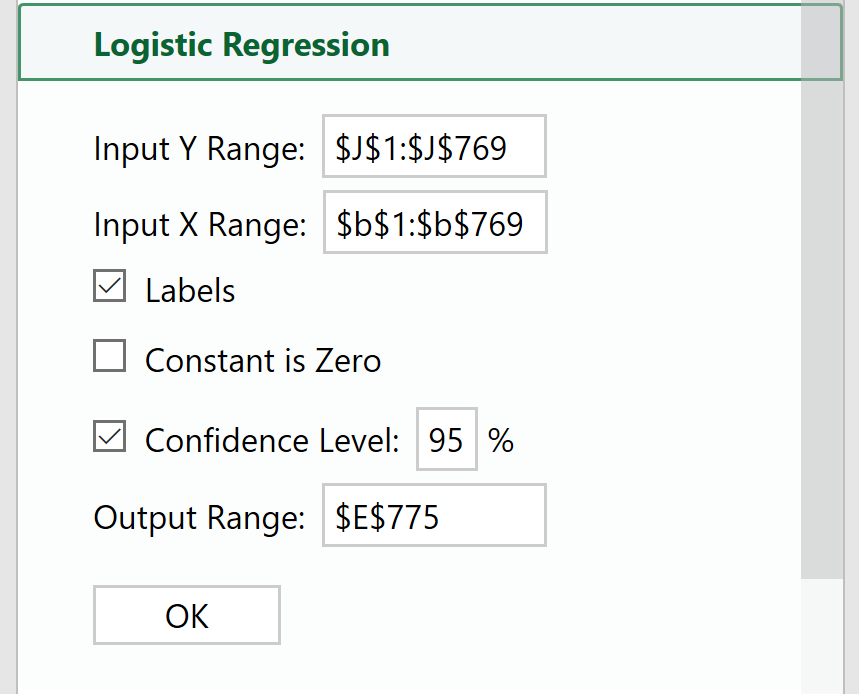 Logistic Regression
Input Y Range: $J$1:$J$769
Input X Range: $b$1:$b$769
Labels
Constant is Zero
Confidence Level: 95 %
Output Range: $E$775
OK